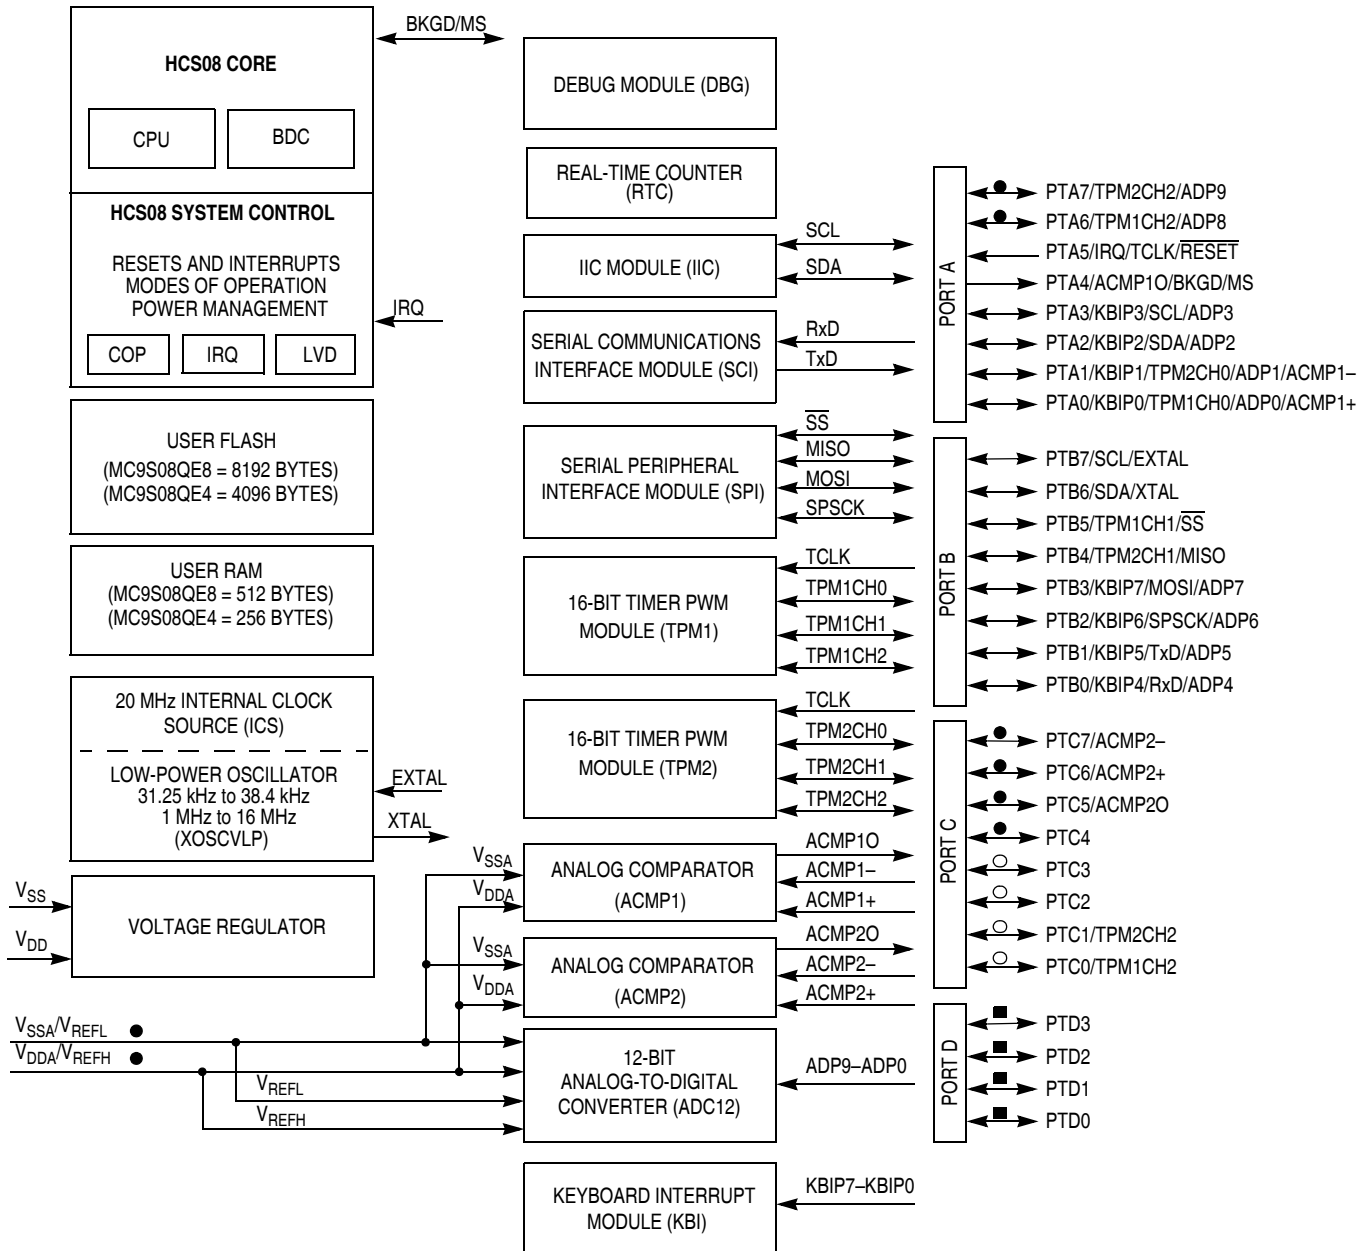 HCS08 CORE
CPU
BDC
HCS08 SYSTEM CONTROL
RESETS AND INTERRUPTS
MODES OF OPERATION
POWER MANAGEMENT
COP
IRQ
LVD
BKGD/MS
IRQ
USER FLASH
(MC9S08QE8 = 8192 BYTES)
(MC9S08QE4 = 4096 BYTES)
USER RAM
(MC9S08QE8 = 512 BYTES)
(MC9S08QE4 = 256 BYTES)
20 MHz INTERNAL CLOCK
SOURCE (ICS)
LOW-POWER OSCILLATOR
31.25 kHz to 38.4 kHz
1 MHz to 16 MHz
(XOSCVLP)
EXTAL
XTAL
VSS
VDD
VOLTAGE REGULATOR
VSSA/VREFL
VDDA/VREFH
VREFL
VREFH
VSSA
VDDA
VSSA
VDDA
DEBUG MODULE (DBG)
REAL-TIME COUNTER
(RTC)
IIC MODULE (IIC)
SCL
SDA
SERIAL COMMUNICATIONS
INTERFACE MODULE (SCI)
RxD
TxD
SERIAL PERIPHERAL
INTERFACE MODULE (SPI)
SS
MISO
MOSI
SPSCK
16-BIT TIMER PWM
MODULE (TPM1)
TCLK
TPM1CH0
TPM1CH1
TPM1CH2
16-BIT TIMER PWM
MODULE (TPM2)
TCLK
TPM2CH0
TPM2CH1
TPM2CH2
ANALOG COMPARATOR
(ACMP1)
ACMP1O
ACMP1–
ACMP1+
ANALOG COMPARATOR
(ACMP2)
ACMP2O
ACMP2–
ACMP2+
12-BIT
ANALOG-TO-DIGITAL
CONVERTER (ADC12)
ADP9–ADP0
KEYBOARD INTERRUPT
MODULE (KBI)
KBIP7–KBIP0
PORT A
PTA7/TPM2CH2/ADP9
PTA6/TPM1CH2/ADP8
PTA5/IRQ/TCLK/RESET
PTA4/ACMP1O/BKGD/MS
PTA3/KBIP3/SCL/ADP3
PTA2/KBIP2/SDA/ADP2
PTA1/KBIP1/TPM2CH0/ADP1/ACMP1–
PTA0/KBIP0/TPM1CH0/ADP0/ACMP1+
PORT B
PTB7/SCL/EXTAL
PTB6/SDA/XTAL
PTB5/TPM1CH1/SS
PTB4/TPM2CH1/MISO
PTB3/KBIP7/MOSI/ADP7
PTB2/KBIP6/SPSCK/ADP6
PTB1/KBIP5/TxD/ADP5
PTB0/KBIP4/RxD/ADP4
PORT C
PTC7/ACMP2–
PTC6/ACMP2+
PTC5/ACMP2O
PTC4
PTC3
PTC2
PTC1/TPM2CH2
PTC0/TPM1CH2
PORT D
PTD3
PTD2
PTD1
PTD0